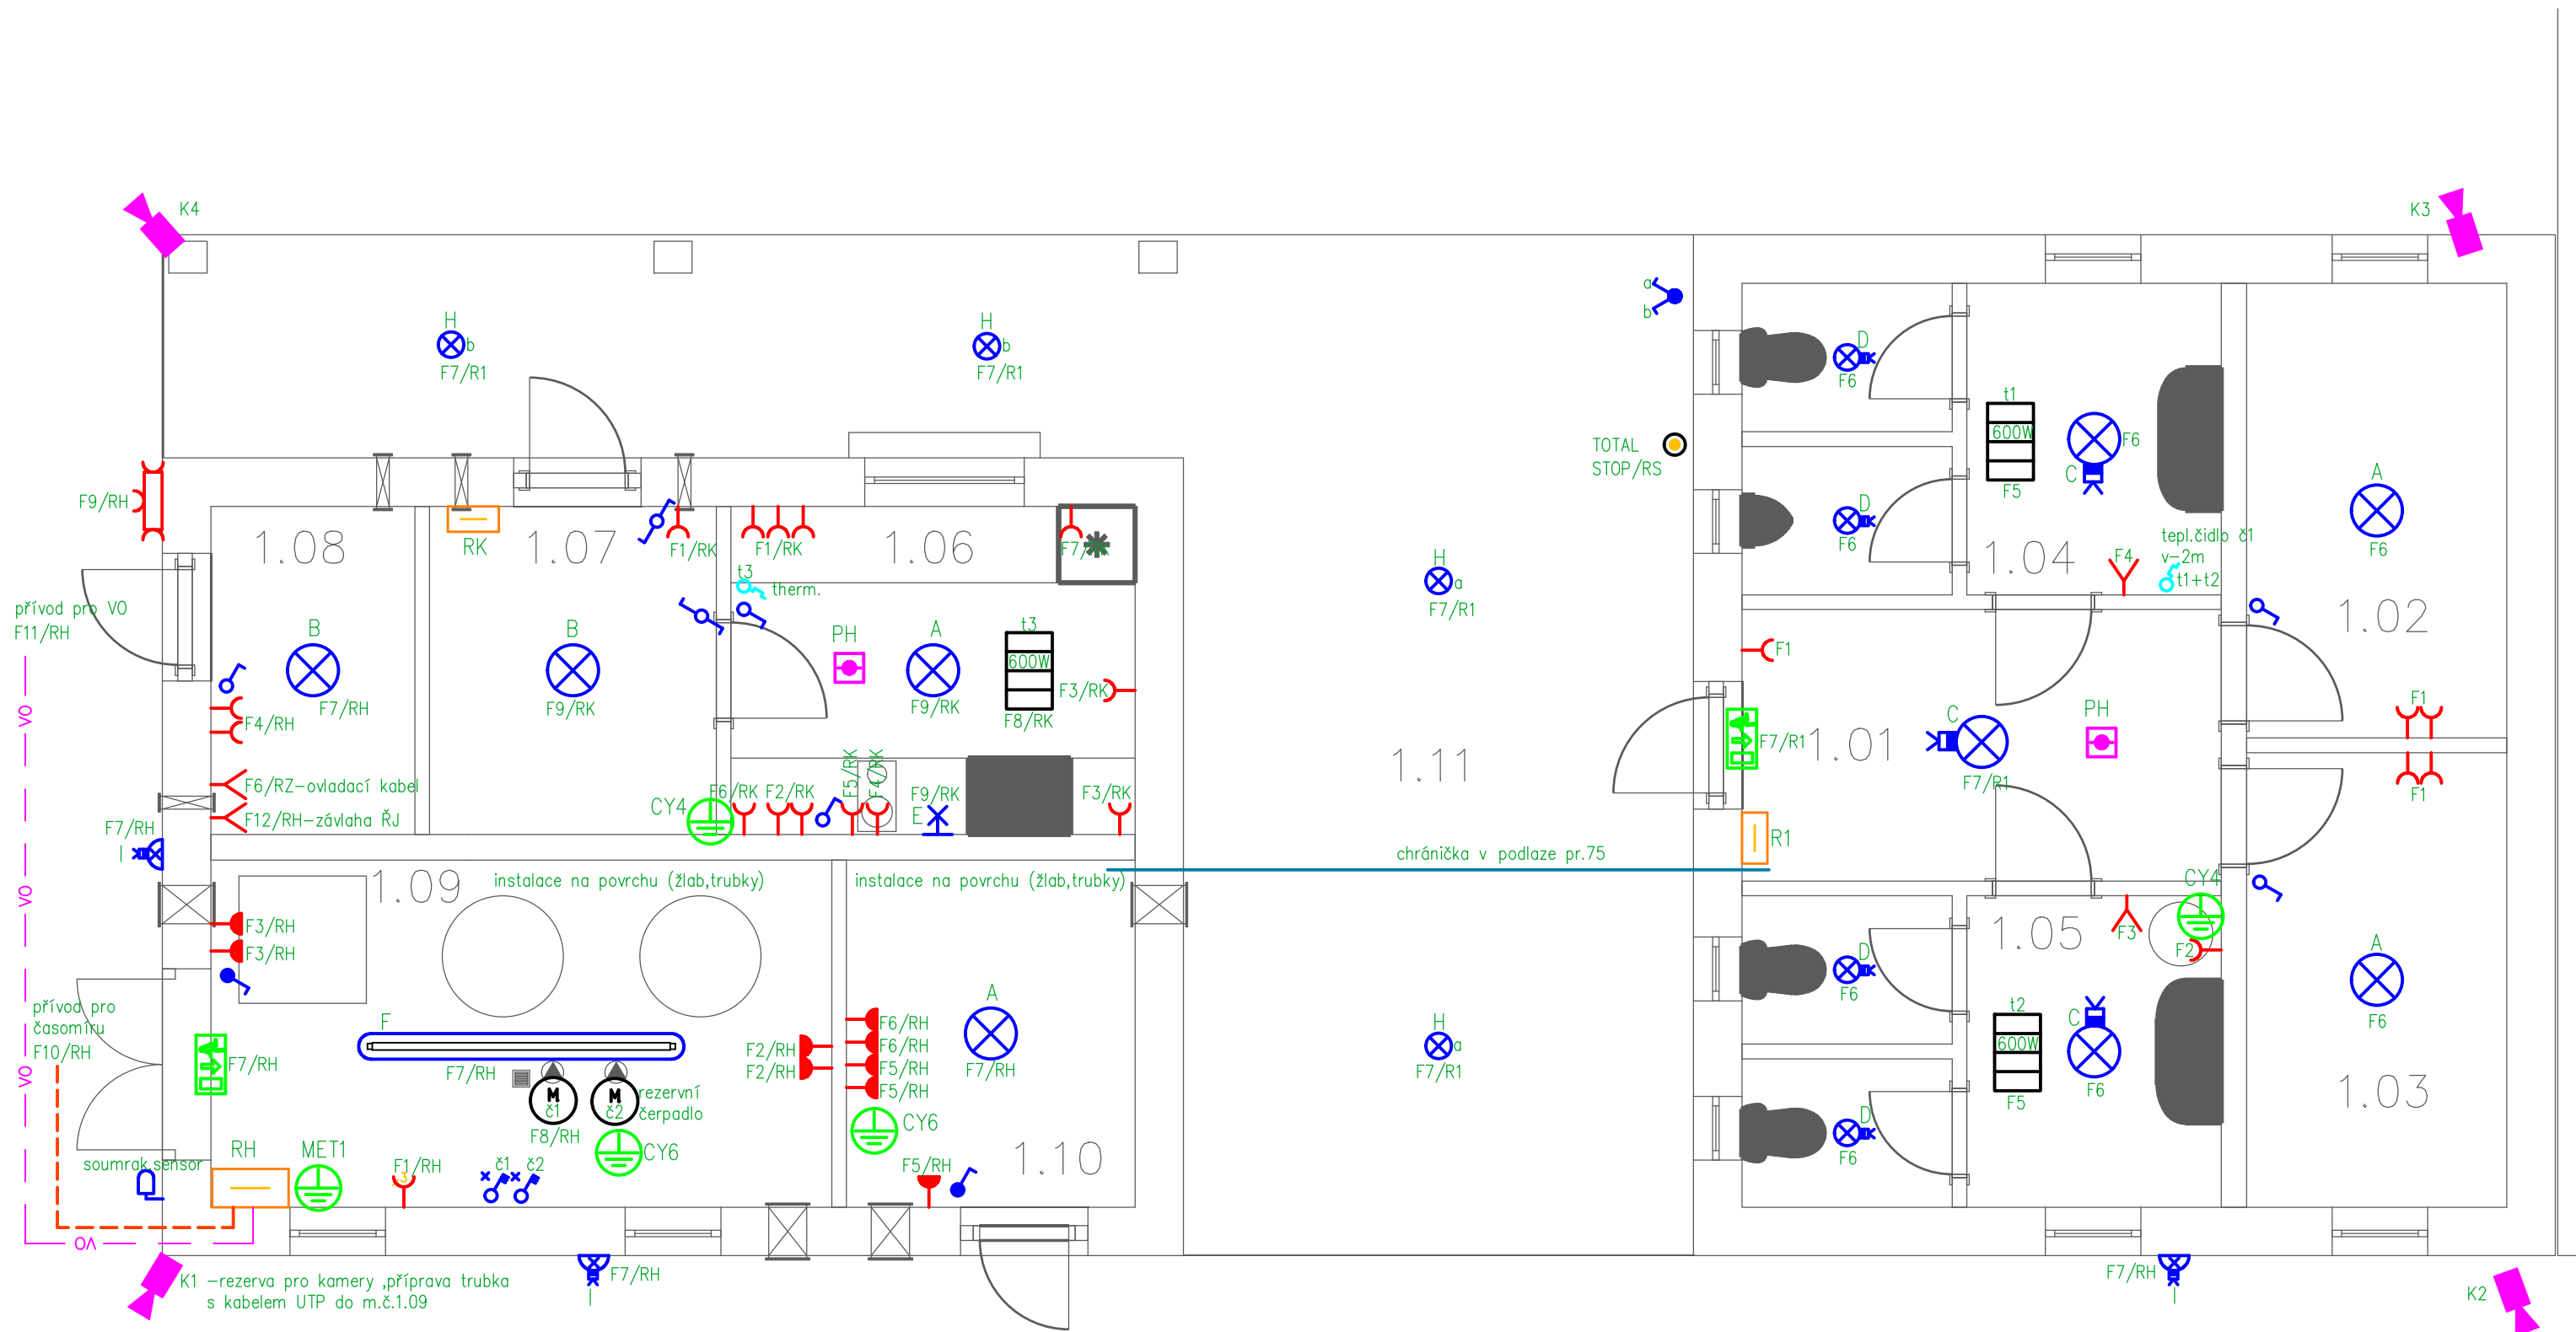 K4
K3
H
b
F7/R1
H
b
F7/R1
a
b
D
F6
t1
600W
F5
C
F6
A
F6
TOTAL
STOP/RS
F9/RH
1.08
RK
1.07
F1/RK
F1/RK
1.06
t3
therm.
D
F6
1.04
F4
tepl.čidlo č1
v-2m
t1+t2
1.02
H
a
F7/R1
přívod pro VO
F11/RH
B
F7/RH
B
F9/RK
PH
A
F9/RK
t3
600W
F8/RK
F3/RK
F1
F4/RH
VO
1.11
F7/R1
1.01
C
F7/R1
PH
F1
F1
F6/RZ-ovladací kabel
F12/RH-závlaha ŘJ
F7/RH
CY4
F6/RK
F2/RK
F5/RK
F4/RK
F9/RK
E
F3/RK
R1
chránička v podlaze pr.75
1.09
instalace na povrchu (žlab,trubky)
instalace na povrchu (žlab,trubky)
VO
F3/RH
F3/RH
CY4
1.05
F3
F2
D
F6
A
F6
přívod pro
časomíru
F10/RH
VO
F
F7/RH
F7/RH
F2/RH
F2/RH
F6/RH
F6/RH
F5/RH
F5/RH
A
F7/RH
H
a
F7/R1
t2
600W
F5
C
F6
1.03
M
č1
M
č2
rezervní
čerpadlo
F8/RH
CY6
CY6
D
F6
soumrak.sensor
RH
MET1
F1/RH
č1
č2
F5/RH
1.10
VO
K1 -rezerva pro kamery ,příprava trubka
s kabelem UTP do m.č.1.09
F7/RH
F7/RH
K2